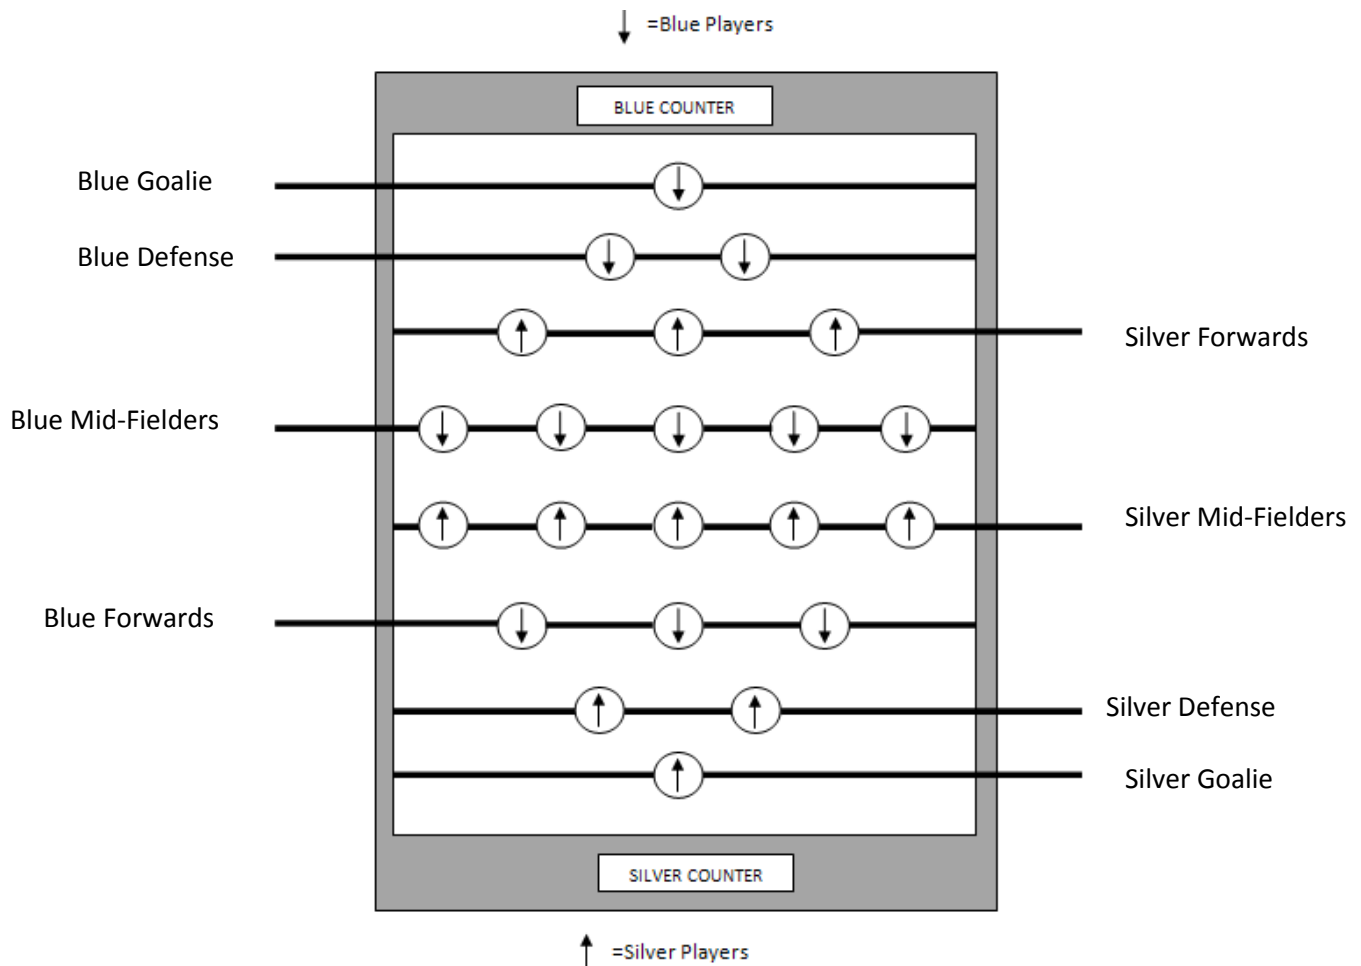 =Blue Players
BLUE COUNTER
Blue Goalie
Blue Defense
Silver Forwards
Blue Mid-Fielders
Silver Mid-Fielders
Blue Forwards
Silver Defense
Silver Goalie
SILVER COUNTER
=Silver Players